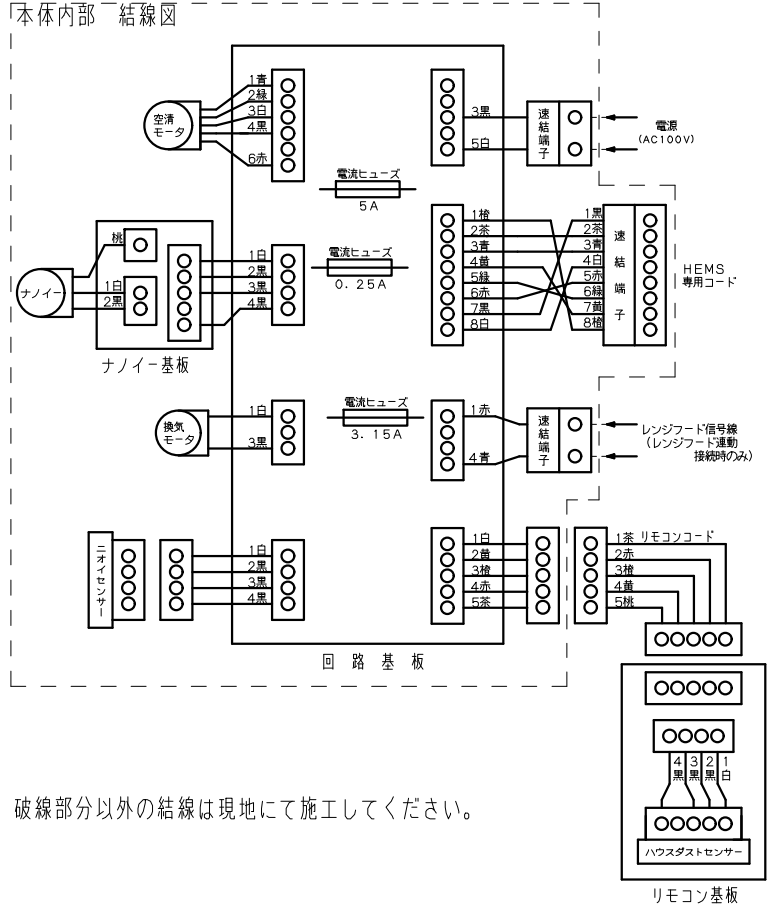 本体内部 結線図
空清
モータ
1青
2緑
3白
4黒
6赤
電流ヒューズ
5A
3黒
5白
速結端子
電源
(AC100V)
ナノイー
桃
1白
2黒
ナノイー基板
1白
2黒
3黒
4黒
電流ヒューズ
0.25A
1橙
2茶
3青
4黄
5緑
6赤
7黒
8白
1黒
2茶
3青
4白
5赤
6緑
7黄
8橙
速結端子
HEMS
専用コード
換気
モータ
1白
3黒
電流ヒューズ
3.15A
1赤
4青
速結端子
レンジフード信号線
(レンジフード連動
接続時のみ)
ニオイセンサー
1白
2黒
3黒
4黒
1白
2黄
3橙
4赤
5茶
1茶 リモコンコード
2赤
3橙
4黄
5桃
回路基板
4黒
3黒
2黒
1白
ハウスダストセンサー
リモコン基板
破線部分以外の結線は現地にて施工してください。